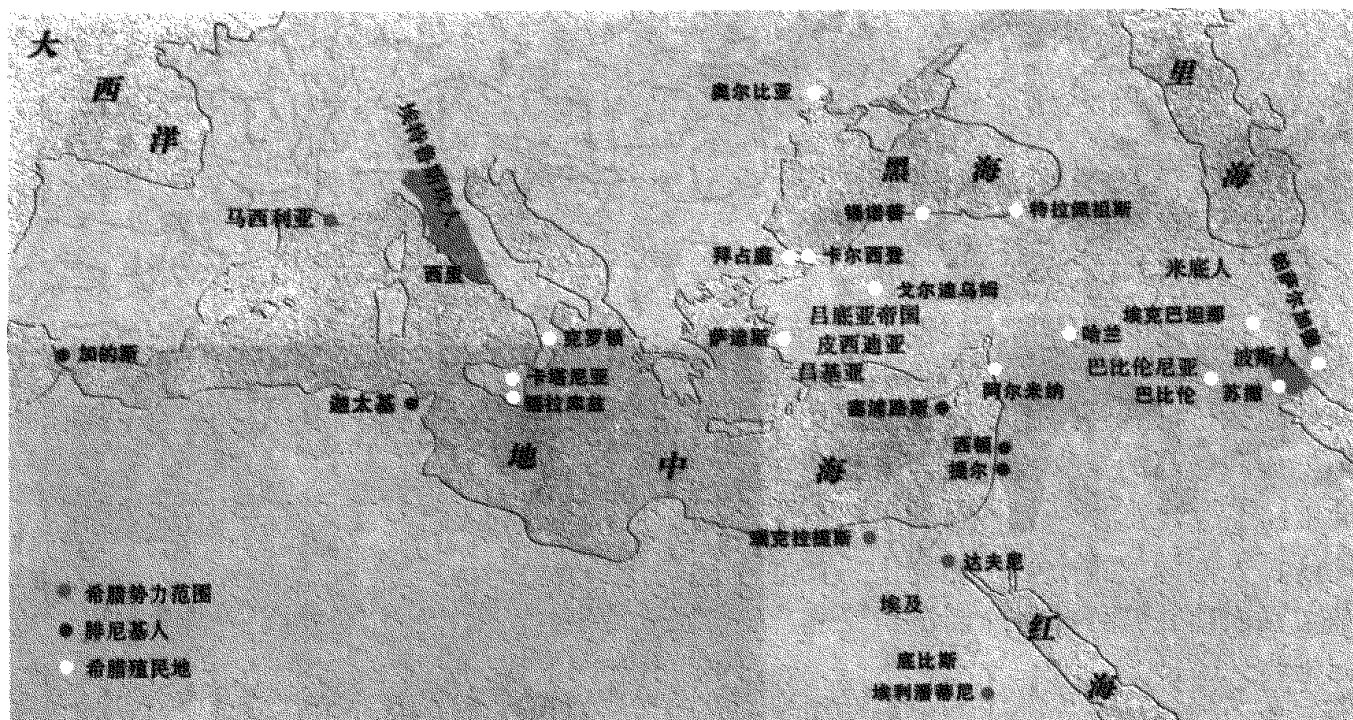 大
西
洋
里
海
奥尔比亚
黑
海
马西利亚
锡诺普
特拉佩祖斯
拜占庭
卡尔西登
米底人
西里
戈尔迪乌姆
吕底亚帝国
埃克巴坦那
加的斯
克罗顿
萨迪斯
皮西迪亚
哈兰
波斯人
卡塔尼亚
吕基亚
巴比伦尼亚
迦太基
叙拉库兹
塞浦路斯
阿尔米纳
巴比伦
苏撒
地
中
海
西顿
提尔
瑙克拉提斯
达夫尼
希腊势力范围
埃及
腓尼基人
红
海
希腊殖民地
底比斯
埃利潘蒂尼